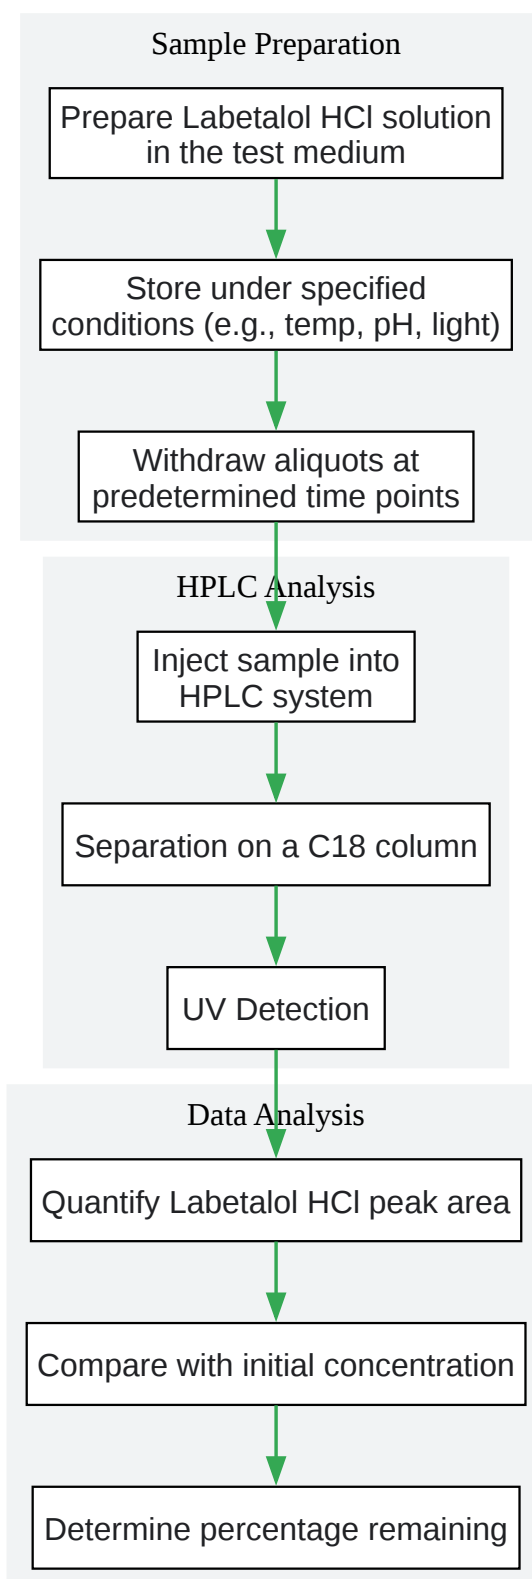 Sample Preparation
Prepare Labetalol HCl solution
in the test medium
Store under specified
conditions (e.g., temp, pH, light)
Withdraw aliquots at
predetermined time points
HPLC Analysis
Inject sample into
HPLC system
Separation on a C18 column
UV Detection
Data Analysis
Quantify Labetalol HCl peak area
Compare with initial concentration
Determine percentage remaining